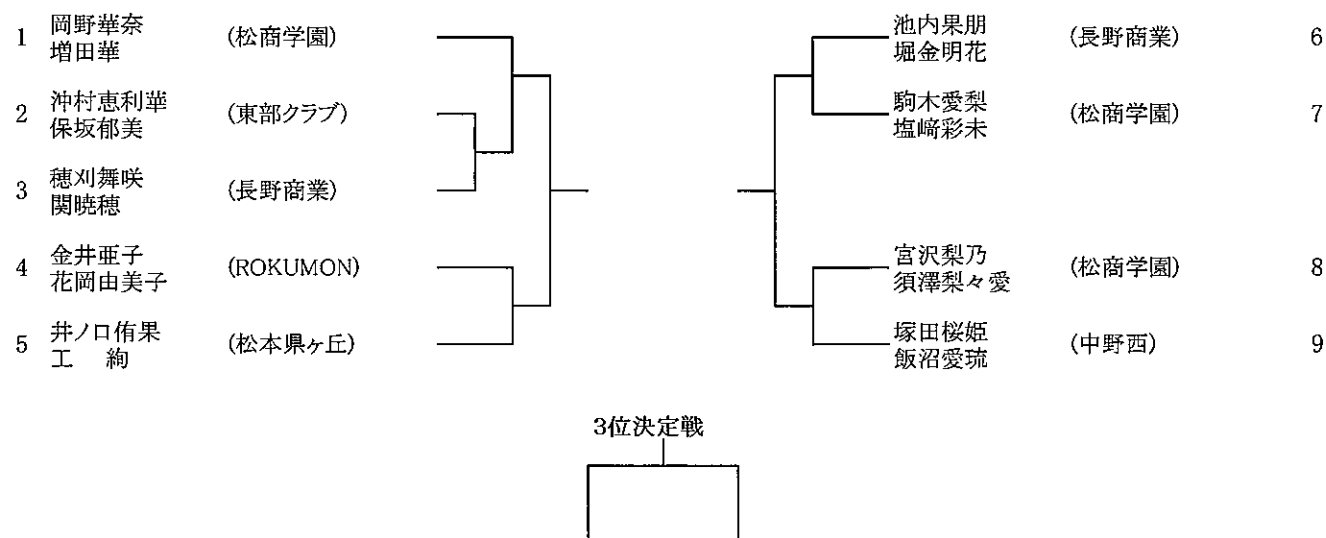 1 岡野華奈 (松商学園)
増田華
2 沖村恵利華 (東部クラブ)
保坂郁美
3 穂刈舞咲 (長野商業)
関暁穂
4 金井亜子 (ROKUMON)
花岡由美子
5 井ノ口侑果 (松本県ヶ丘)
工 絢
池内果朋 (長野商業) 6
堀金明花
駒木愛梨 (松商学園) 7
塩﨑彩未
宮沢梨乃 (松商学園) 8
須澤梨々愛
塚田桜姫 (中野西) 9
飯沼愛琉
3位決定戦